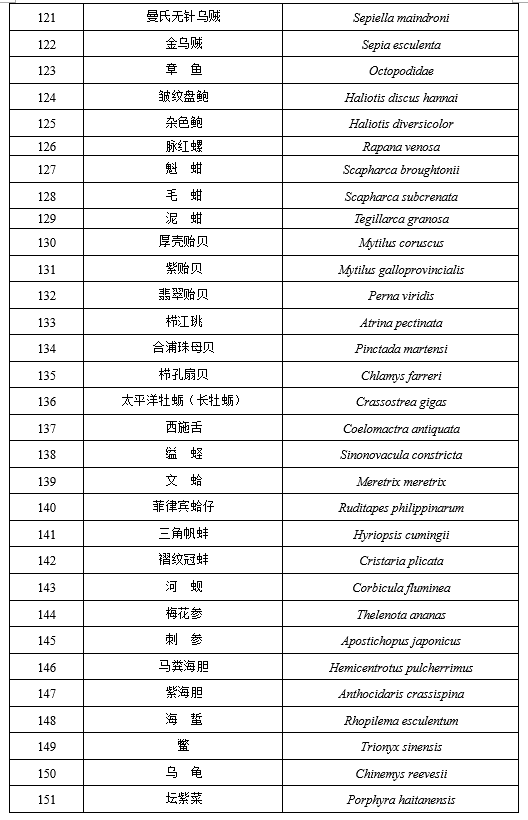 121 曼氏无针乌贼 Sepiella maindroni
122 金乌贼 Sepia esculenta
123 章　鱼 Octopodidae
124 皱纹盘鲍 Haliotis discus hannai
125 杂色鲍 Haliotis diversicolor
126 脉红螺 Rapana venosa
127 魁　蚶 Scapharca broughtonii
128 毛　蚶 Scapharca subcrenata
129 泥　蚶 Tegillarca granosa
130 厚壳贻贝 Mytilus coruscus
131 紫贻贝 Mytilus galloprovincialis
132 翡翠贻贝 Perna viridis
133 栉江珧 Atrina pectinata
134 合浦珠母贝 Pinctada martensi
135 栉孔扇贝 Chlamys farreri
136 太平洋牡蛎（长牡蛎） Crassostrea gigas
137 西施舌 Coelomactra antiquata
138 缢　蛏 Sinonovacula constricta
139 文　蛤 Meretrix meretrix
140 菲律宾蛤仔 Ruditapes philippinarum
141 三角帆蚌 Hyriopsis cumingii
142 褶纹冠蚌 Cristaria plicata
143 河　蚬 Corbicula fluminea
144 梅花参 Thelenota ananas
145 刺　参 Apostichopus japonicus
146 马粪海胆 Hemicentrotus pulcherrimus
147 紫海胆 Anthocidaris crassispina
148 海　蜇 Rhopilema esculentum
149 鳖 Trionyx sinensis
150 乌　龟 Chinemys reevesii
151 坛紫菜 Porphyra haitanensis